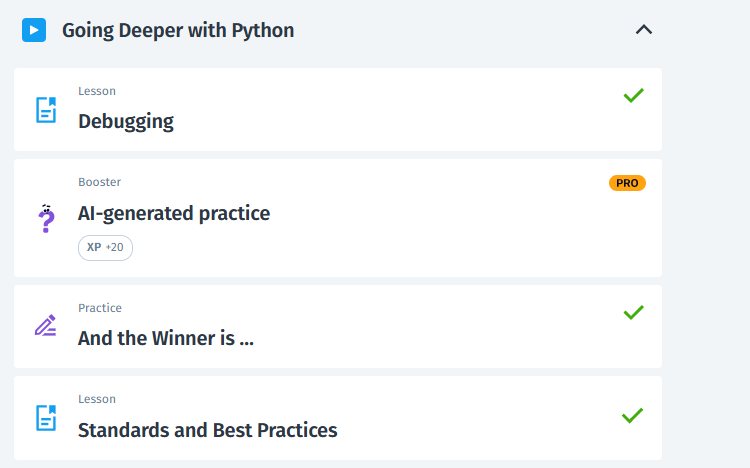 Going Deeper with Python
Lesson
Debugging
Booster
PRO
AI-generated practice
XP +20
Practice
And the Winner is ...
Lesson
Standards and Best Practices